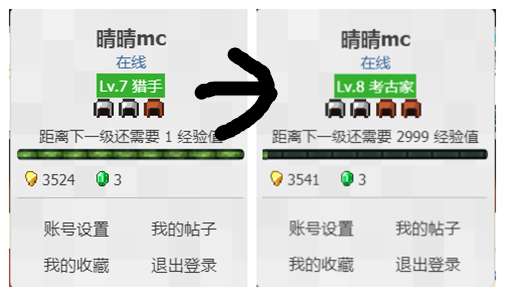 晴晴mc
在线
Lv.7 猎手
距离下一级还需要 1 经验值
3524 3
账号设置 我的帖子
我的收藏 退出登录
晴晴mc
在线
Lv.8 考古家
距离下一级还需要 2999 经验值
3541 3
账号设置 我的帖子
我的收藏 退出登录